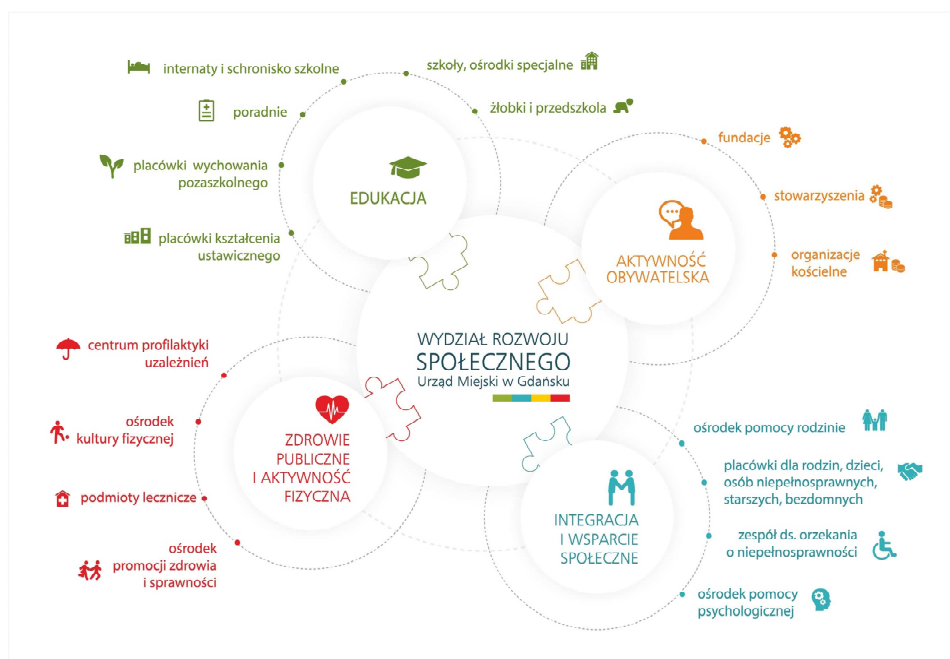 internaty i schronisko szkolne
szkoły, ośrodki specjalne
poradnie
żłobki i przedszkola
placówki wychowania
pozaszkolnego
placówki kształcenia
ustawicznego
EDUKACJA
fundacje
stowarzyszenia
organizacje
kościelne
AKTYWNOŚĆ
OBYWATELSKA
WYDZIAŁ ROZWOJU
SPOŁECZNEGO
Urząd Miejski w Gdańsku
centrum profilaktyki
uzależnień
ośrodek
kultury fizycznej
podmioty lecznicze
ośrodek
promocji zdrowia
i sprawności
ZDROWIE
PUBLICZNE
I AKTYWNOŚĆ
FIZYCZNA
ośrodek pomocy rodzinie
placówki dla rodzin, dzieci,
osób niepełnosprawnych,
starszych, bezdomnych
zespół ds. orzekania
o niepełnosprawności
ośrodek pomocy
psychologicznej
INTEGRACJA
I WSPARCIE
SPOŁECZNE